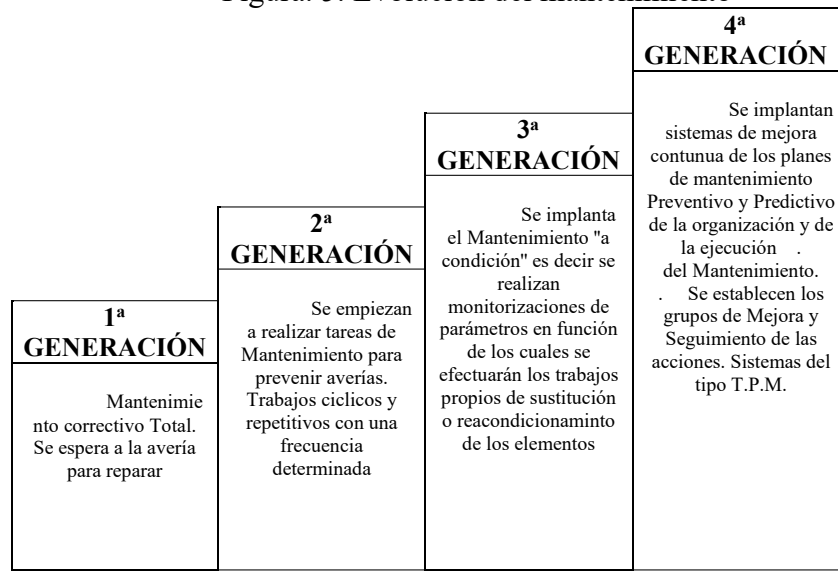 Figura. Evolución del mantenimiento
1ª
GENERACIÓN
Mantenimie
nto correctivo Total.
Se espera a la avería
para reparar
2ª
GENERACIÓN
Se empiezan
a realizar tareas de
Mantenimiento para
prevenir averías.
Trabajos ciclicos y
repetitivos con una
frecuencia
determinada
3ª
GENERACIÓN
Se implanta
el Mantenimiento "a
condición" es decir se
realizan
monitorizaciones de
parámetros en función
de los cuales se
efectuarán los trabajos
propios de sustitución
o reacondicionaminto
de los elementos
4ª
GENERACIÓN
Se implantan
sistemas de mejora
contunua de los planes
de mantenimiento
Preventivo y Predictivo
de la organización y de
la ejecución .
del Mantenimiento.
. Se establecen los
grupos de Mejora y
Seguimiento de las
acciones. Sistemas del
tipo T.P.M.